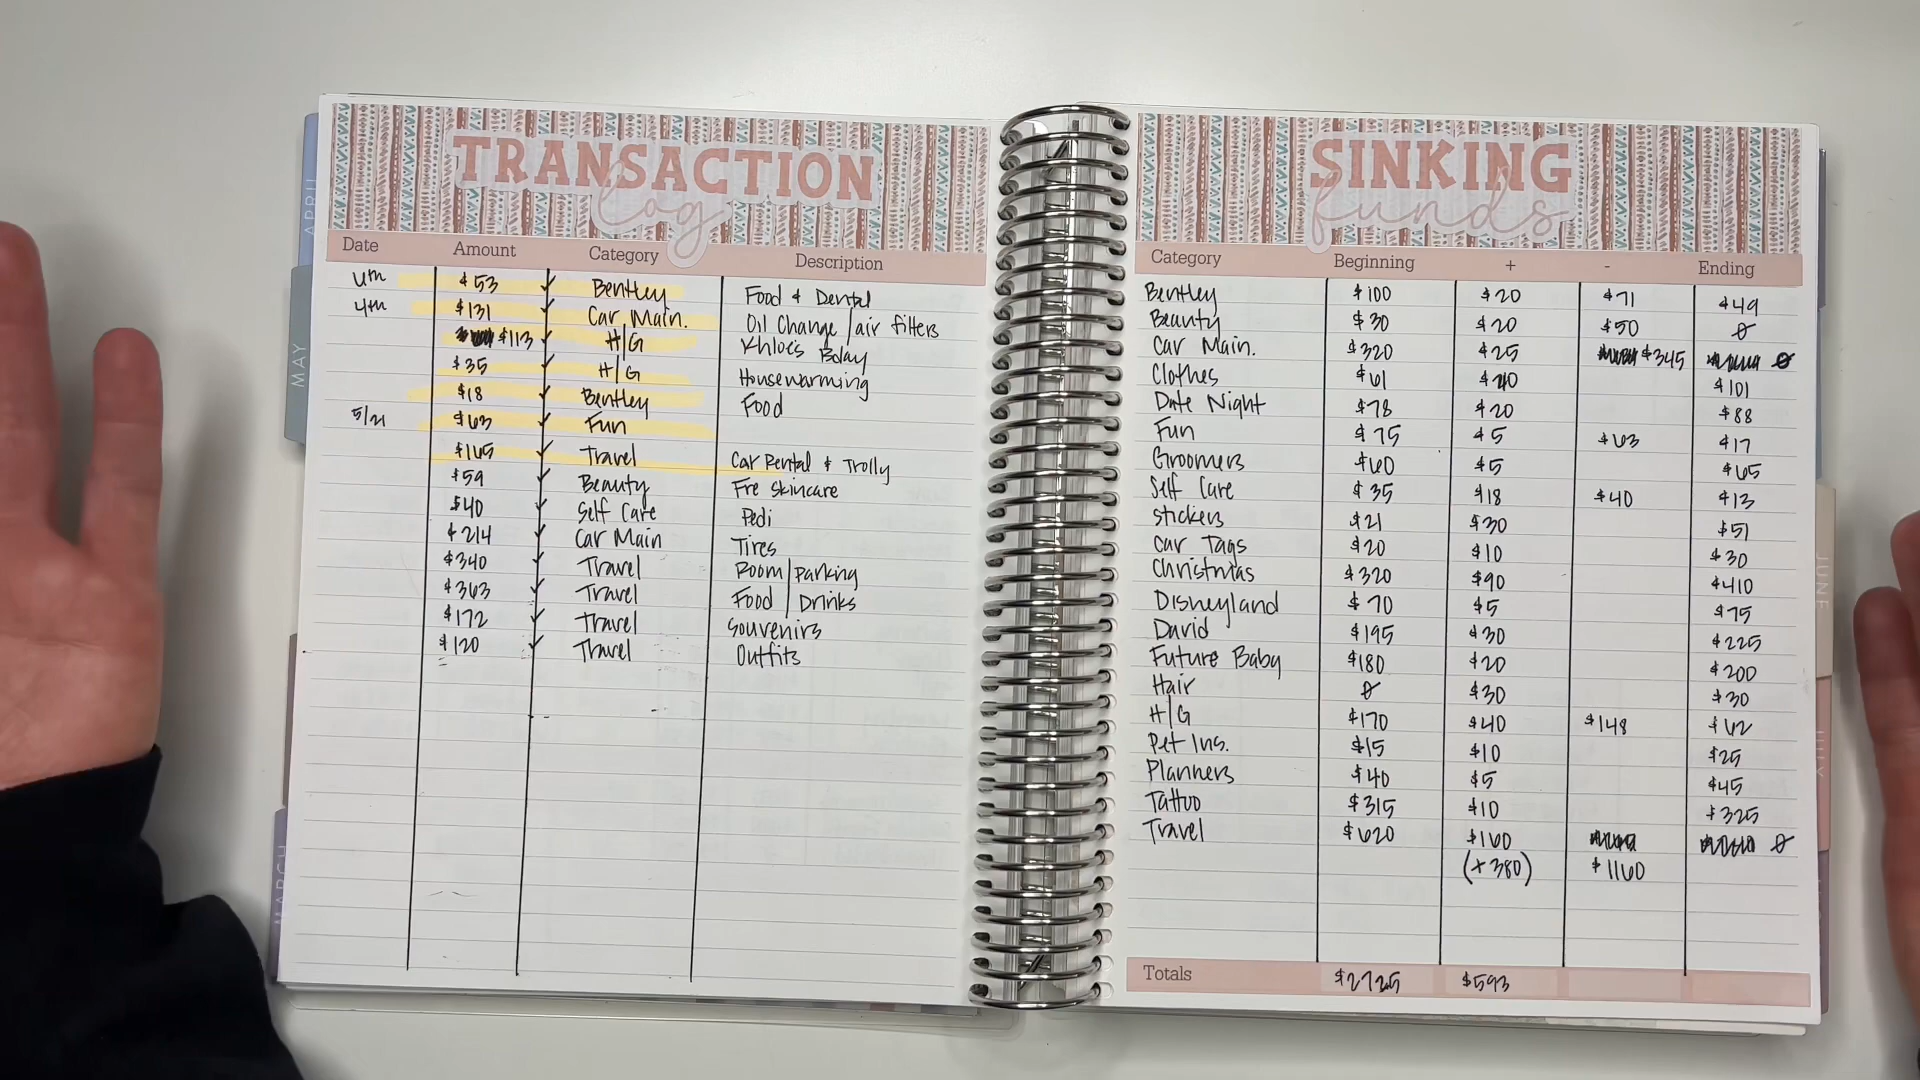 TRANSACTION
log
Date Amount Category Description
4th $53 ✓ Bentley Food + Dental
4th $131 ✓ Car Main. Oil Change / air filters
$113 ✓ H/G Khloes Bday
$35 ✓ H/G Housewarming
$18 ✓ Bentley Food
5/21 $63 ✓ Fun
$165 ✓ Travel Car Rental + Trolly
$59 ✓ Beauty Fre Skincare
$40 ✓ Self Care Pedi
$214 ✓ Car Main Tires
$340 ✓ Travel Room / Parking
$363 ✓ Travel Food / Drinks
$172 ✓ Travel Souvenirs
$120 ✓ Travel Outfits
SINKING
funds
Category Beginning + - Ending
Bentley $100 $20 $71 $49
Beauty $30 $20 $50 0
Car Main. $320 $25 $345 0
Clothes $61 $40 $101
Date Night $78 $20 $88
Fun $75 $5 $63 $17
Groomers $60 $5 $65
Self Care $35 $18 $40 $13
Stickers $21 $30 $51
Car Tags $20 $10 $30
Christmas $320 $90 $410
Disneyland $70 $5 $75
David $195 $30 $225
Future Baby $180 $20 $200
Hair 0 $30 $30
H/G $170 $40 $148 $62
Pet Ins. $15 $10 $25
Planners $40 $5 $45
Tattoo $315 $10 $325
Travel $620 $160 0
(+380) $1160
Totals $2725 $593
APRIL
MAY
MARCH
JUNE
JULY